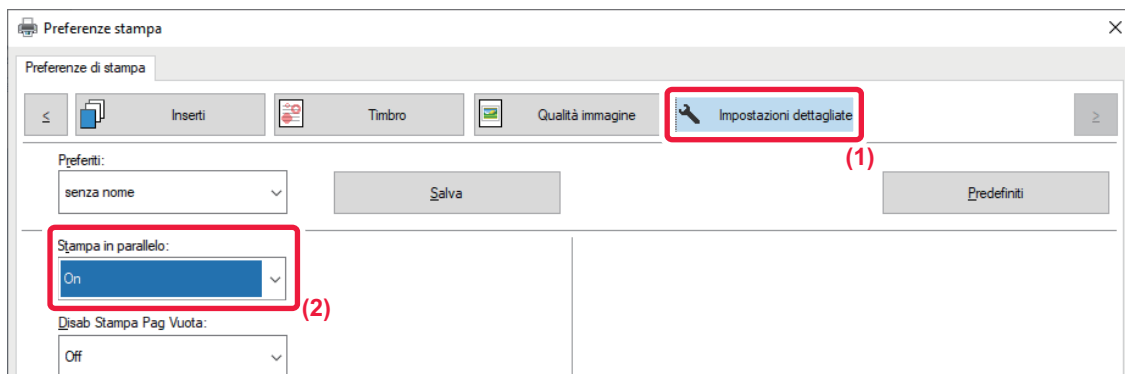 Preferenze stampa
Preferenze di stampa
≤ Inserti Timbro Qualità immagine Impostazioni dettagliate ≥
(1)
Preferiti:
senza nome Salva Predefiniti
Stampa in parallelo:
On
(2)
Disab Stampa Pag Vuota:
Off